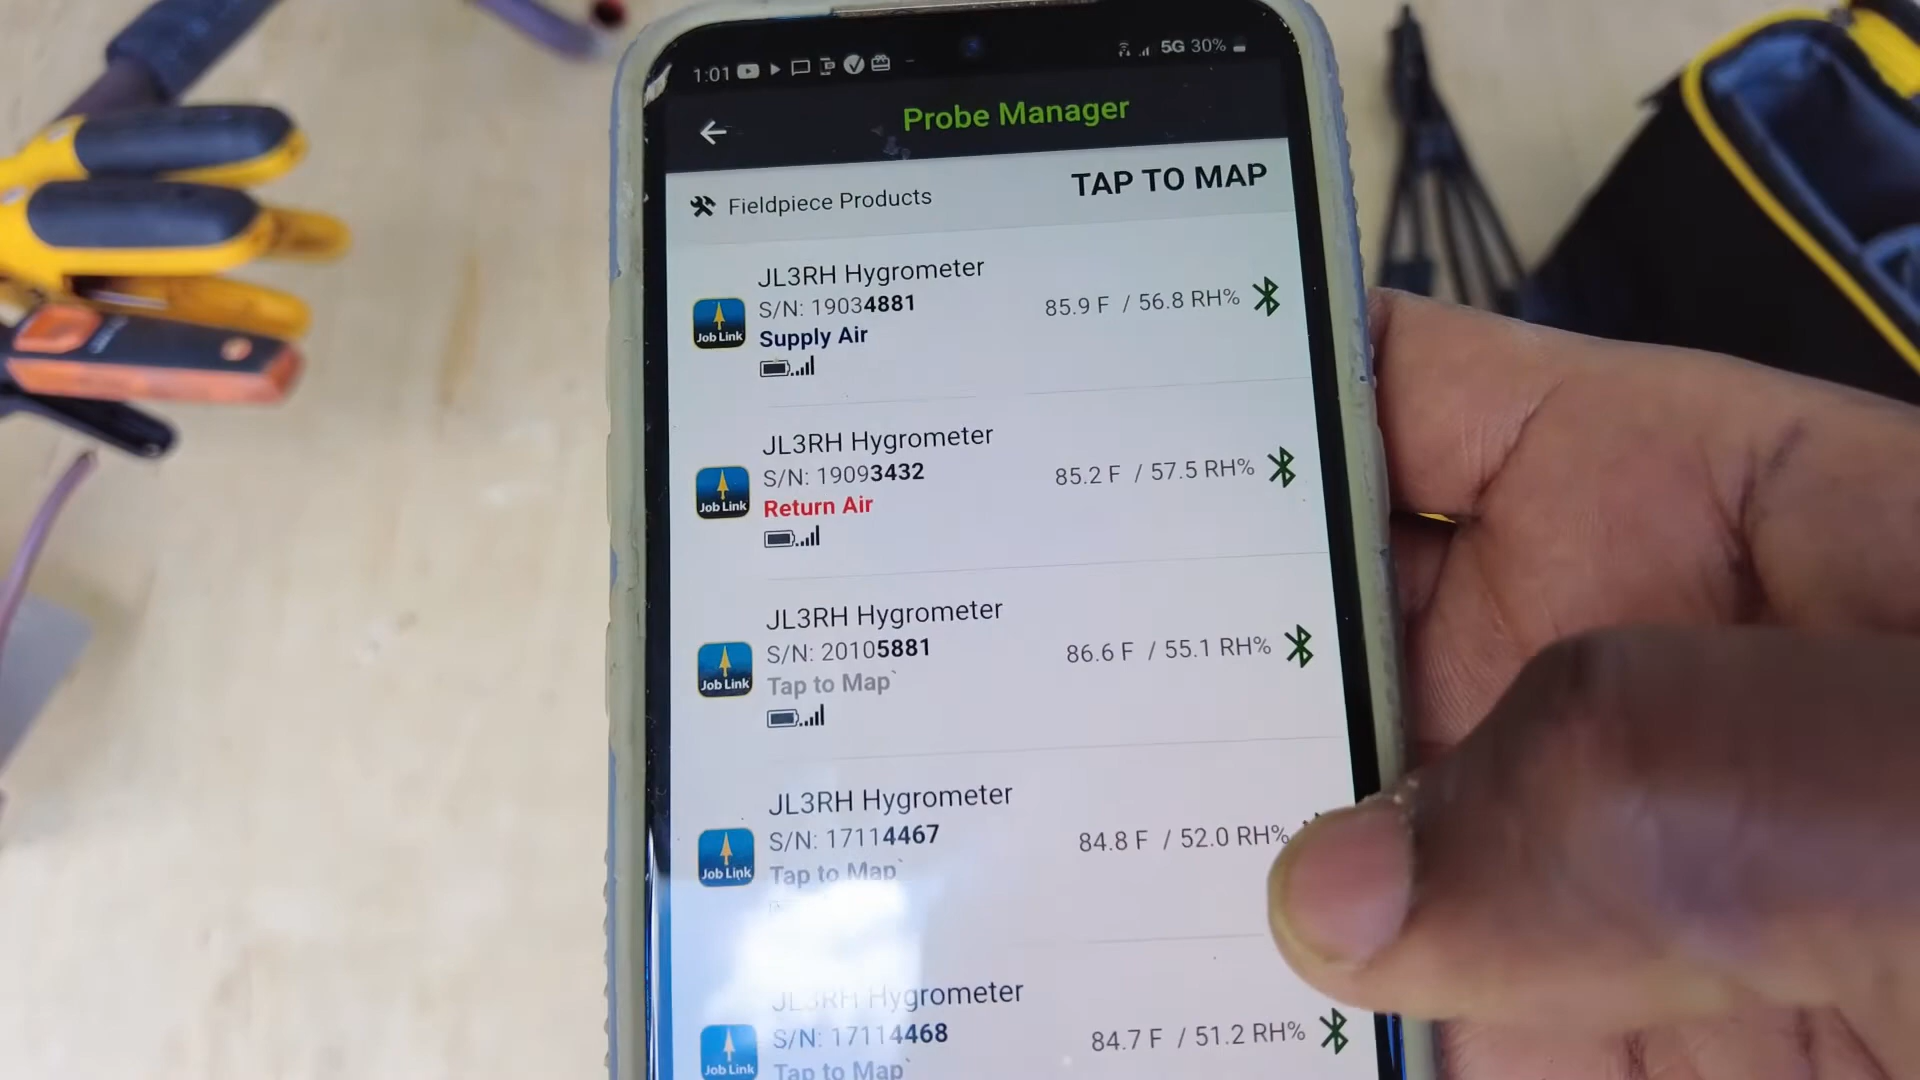 1:01
5G 30%
Probe Manager
Fieldpiece Products
TAP TO MAP
JL3RH Hygrometer
S/N: 19034881
85.9 F / 56.8 RH%
Supply Air
Job Link
JL3RH Hygrometer
S/N: 19093432
85.2 F / 57.5 RH%
Return Air
Job Link
JL3RH Hygrometer
S/N: 20105881
86.6 F / 55.1 RH%
Tap to Map`
Job Link
JL3RH Hygrometer
S/N: 17114467
84.8 F / 52.0 RH%
Tap to Map`
Job Link
JL3RH Hygrometer
S/N: 17114468
84.7 F / 51.2 RH%
Tap to Map`
Job Link